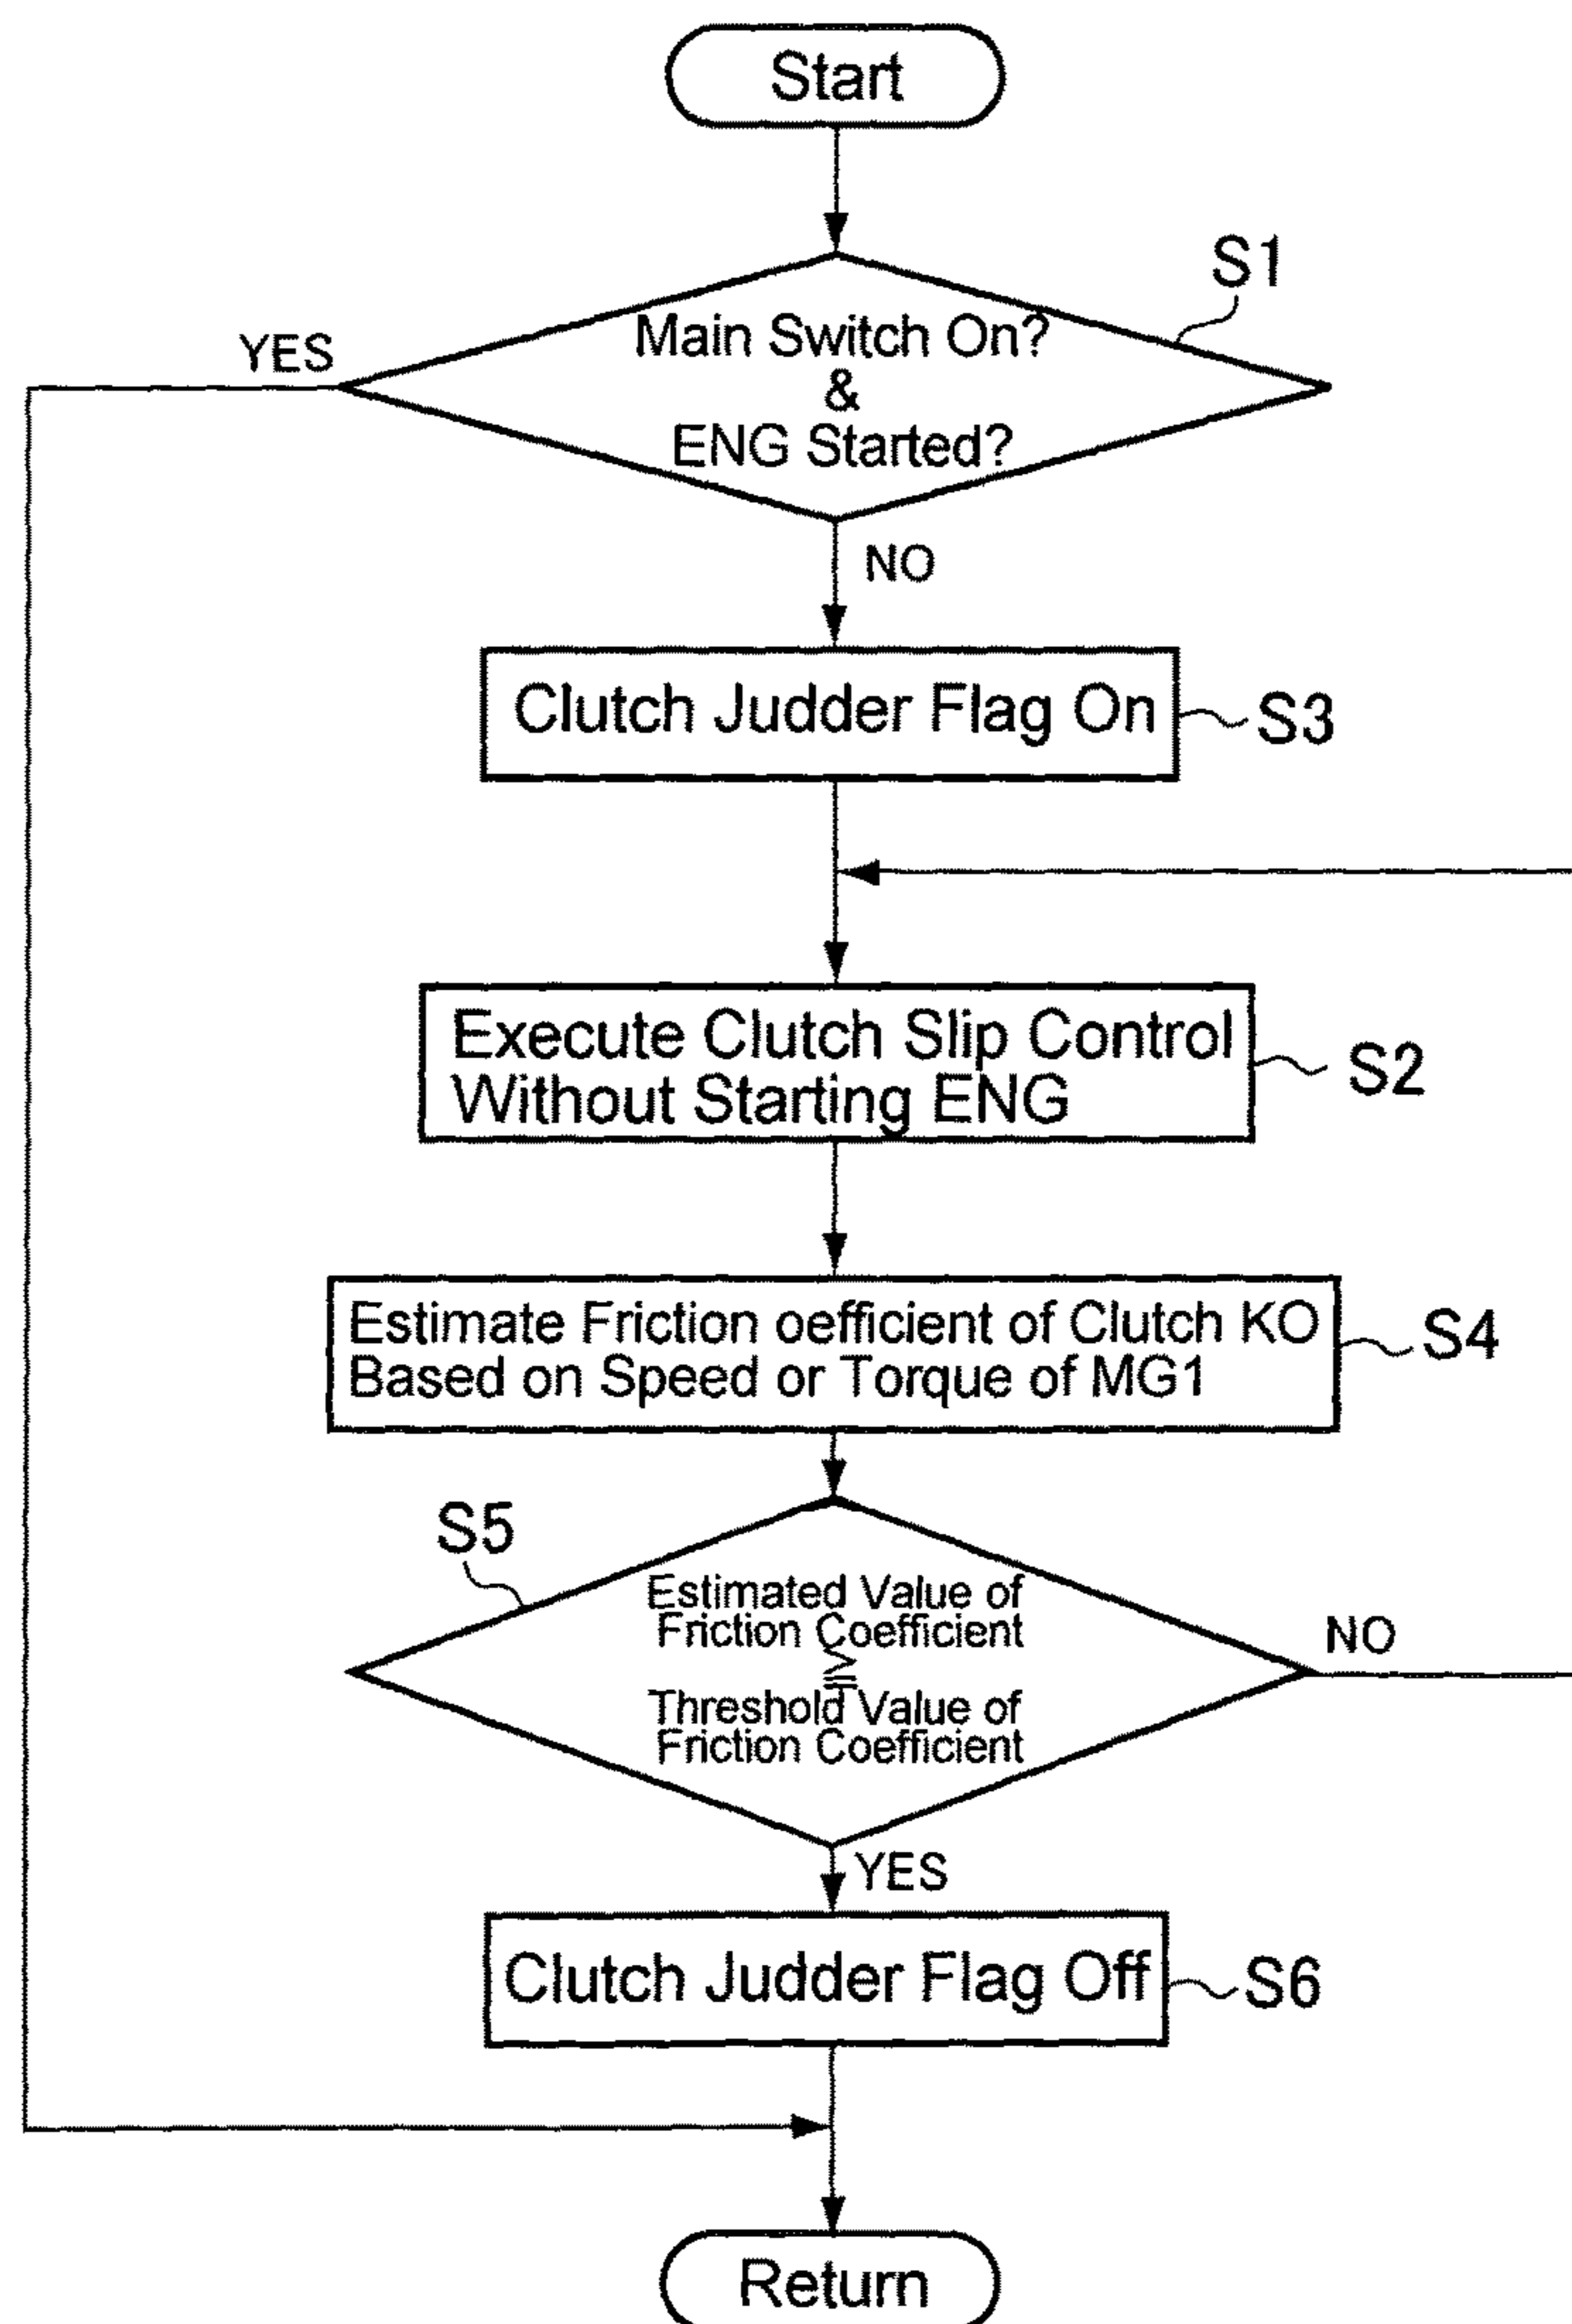 Start
S1
Main Switch On?
&
ENG Started?
YES
NO
Clutch Judder Flag On
S3
Execute Clutch Slip Control
Without Starting ENG
S2
Estimate Friction oefficient of Clutch KO
Based on Speed or Torque of MG1
S4
S5
Estimated Value of
Friction Coefficient
≧
Threshold Value of
Friction Coefficient
NO
YES
Clutch Judder Flag Off
S6
Return